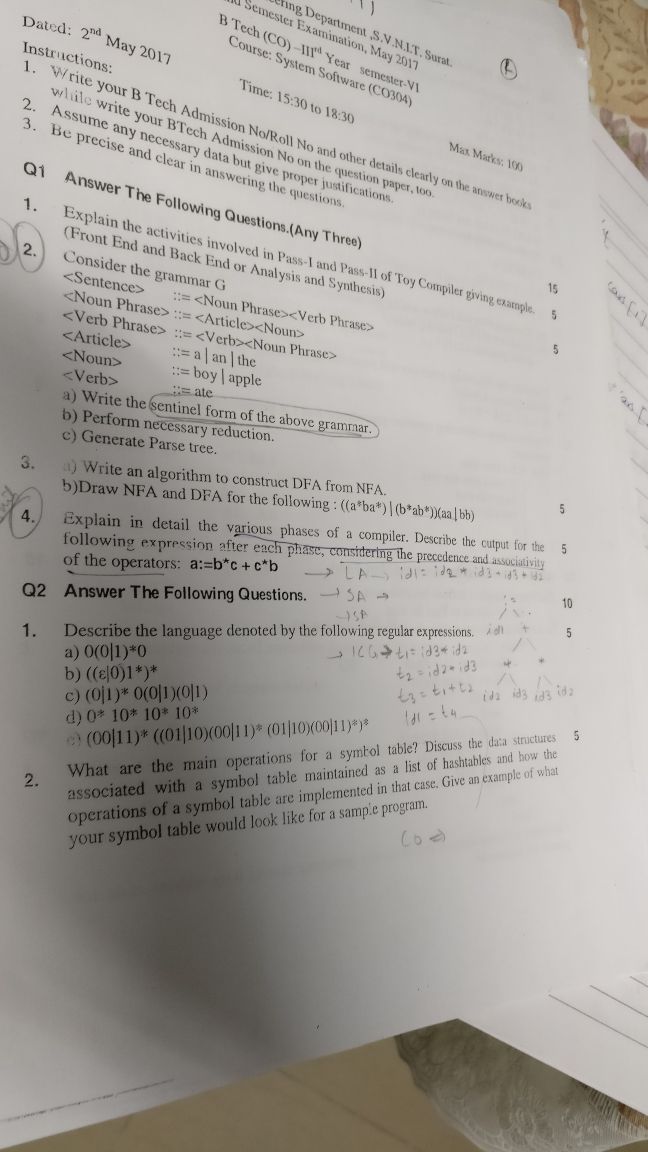 Department ,S.V.N.I.T. Surat.
Semester Examination, May 2017
B Tech (CO) –IIIrd Year semester-VI
Course: System Software (CO304)
Dated: 2nd May 2017
Time: 15:30 to 18:30
Max Marks: 100
Instructions:
1. Write your B Tech Admission No/Roll No and other details clearly on the answer books
while write your BTech Admission No on the question paper, too.
2. Assume any necessary data but give proper justifications.
3. Be precise and clear in answering the questions.
Q1 Answer The Following Questions.(Any Three) 15
1. Explain the activities involved in Pass-I and Pass-II of Toy Compiler giving example. 5
(Front End and Back End or Analysis and Synthesis)
2. Consider the grammar G 5
<Sentence> ::= <Noun Phrase><Verb Phrase>
<Noun Phrase> ::= <Article><Noun>
<Verb Phrase> ::= <Verb><Noun Phrase>
<Article> ::= a | an | the
<Noun> ::= boy | apple
<Verb> ::= ate
a) Write the sentinel form of the above grammar.
b) Perform necessary reduction.
c) Generate Parse tree.
3. a) Write an algorithm to construct DFA from NFA. 5
b)Draw NFA and DFA for the following : ((a*ba*) | (b*ab*))(aa | bb)
4. Explain in detail the various phases of a compiler. Describe the output for the 5
following expression after each phase, considering the precedence and associativity
of the operators: a:=b*c + c*b
→ LA → id1 = id2 * id3 + id3 * id2
Q2 Answer The Following Questions. 10
→ SA →
→ SA
:=
id1 +
* *
id2 id3 id3 id2
1. Describe the language denoted by the following regular expressions. 5
a) 0(0|1)*0
→ ICG → t1 = id3 * id2
b) ((ε|0)1*)*
t2 = id2 * id3
c) (0|1)* 0(0|1)(0|1)
t3 = t1 + t2
d) 0* 10* 10* 10*
id1 = t4
e) (00|11)* ((01|10)(00|11)* (01|10)(00|11)*)*
2. What are the main operations for a symbol table? Discuss the data structures 5
associated with a symbol table maintained as a list of hashtables and how the
operations of a symbol table are implemented in that case. Give an example of what
your symbol table would look like for a sample program.